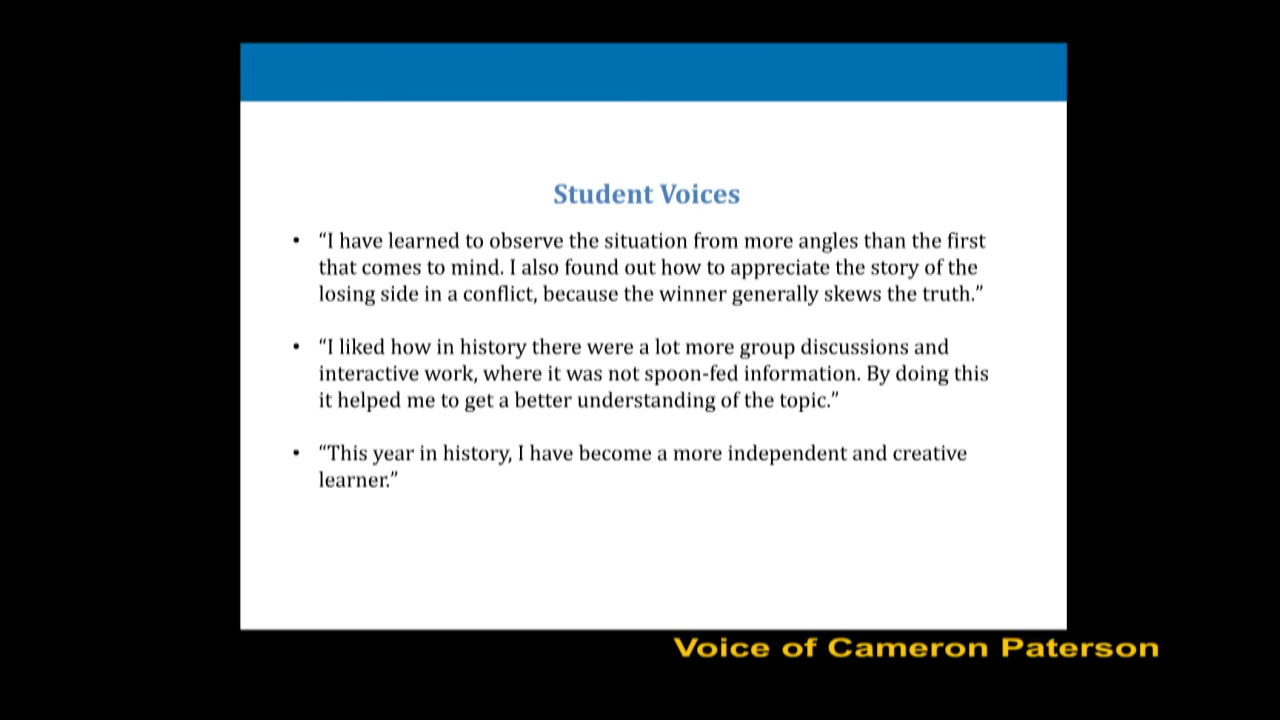 Student Voices
• “I have learned to observe the situation from more angles than the first
that comes to mind. I also found out how to appreciate the story of the
losing side in a conflict, because the winner generally skews the truth.”
• “I liked how in history there were a lot more group discussions and
interactive work, where it was not spoon-fed information. By doing this
it helped me to get a better understanding of the topic.”
• “This year in history, I have become a more independent and creative
learner.”
Voice of Cameron Paterson